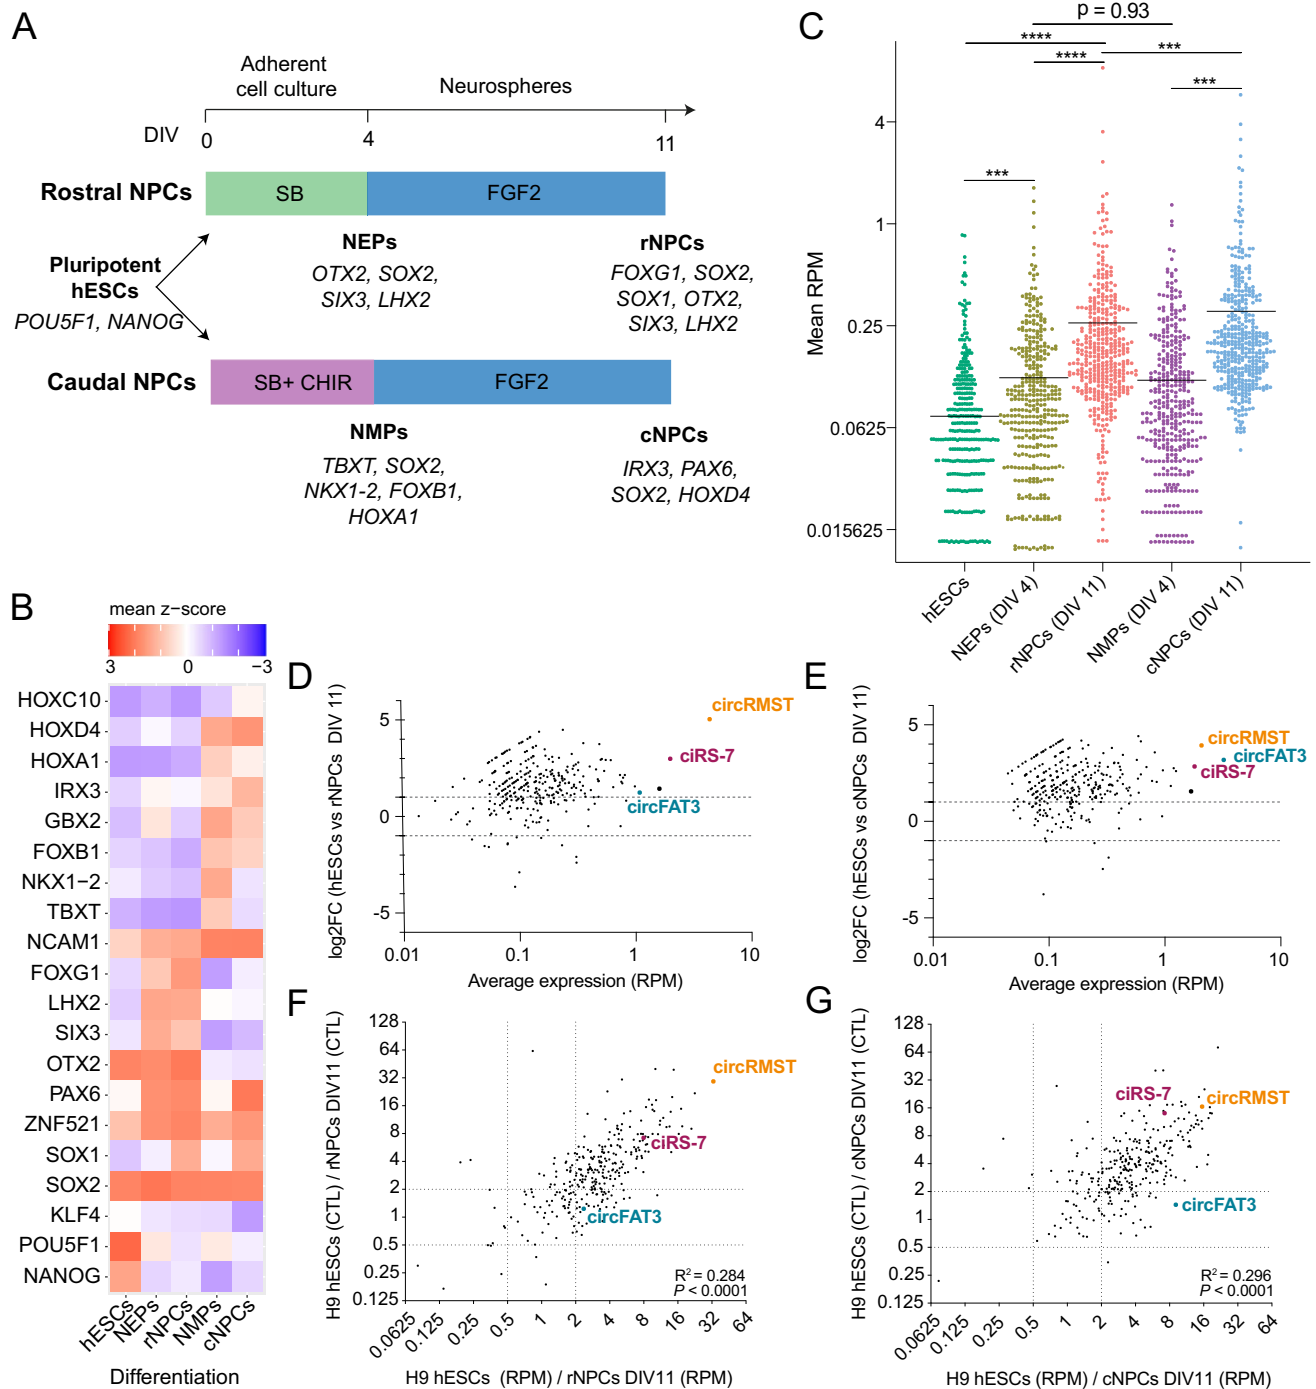 A
Adherent
cell culture
Neurospheres
DIV
0
4
11
Rostral NPCs
SB
FGF2
NEPs
OTX2, SOX2,
SIX3, LHX2
rNPCs
FOXG1, SOX2,
SOX1, OTX2,
SIX3, LHX2
Pluripotent
hESCs
POU5F1, NANOG
Caudal NPCs
SB+ CHIR
FGF2
NMPs
TBXT, SOX2,
NKX1-2, FOXB1,
HOXA1
cNPCs
IRX3, PAX6,
SOX2, HOXD4
C
p = 0.93
****
***
****
***
***
Mean RPM
4
1
0.25
0.0625
0.015625
hESCs
NEPs (DIV 4)
rNPCs (DIV 11)
NMPs (DIV 4)
cNPCs (DIV 11)
B
mean z−score
3
0
−3
HOXC10
HOXD4
HOXA1
IRX3
GBX2
FOXB1
NKX1−2
TBXT
NCAM1
FOXG1
LHX2
SIX3
OTX2
PAX6
ZNF521
SOX1
SOX2
KLF4
POU5F1
NANOG
hESCs
NEPs
rNPCs
NMPs
cNPCs
Differentiation
D
log2FC (hESCs vs rNPCs DIV 11)
5
0
-5
circRMST
ciRS-7
circFAT3
0.01
0.1
1
10
Average expression (RPM)
E
log2FC (hESCs vs cNPCs DIV 11)
5
0
-5
circRMST
circFAT3
ciRS-7
0.01
0.1
1
10
Average expression (RPM)
F
H9 hESCs (CTL) / rNPCs DIV11 (CTL)
128
64
32
16
8
4
2
1
0.5
0.25
0.125
circRMST
ciRS-7
circFAT3
R² = 0.284
P < 0.0001
0.0625
0.125
0.25
0.5
1
2
4
8
16
32
64
H9 hESCs (RPM) / rNPCs DIV11 (RPM)
G
H9 hESCs (CTL) / cNPCs DIV11 (CTL)
128
64
32
16
8
4
2
1
0.5
0.25
0.125
ciRS-7
circRMST
circFAT3
R² = 0.296
P < 0.0001
0.0625
0.125
0.25
0.5
1
2
4
8
16
32
64
H9 hESCs (RPM) / cNPCs DIV11 (RPM)